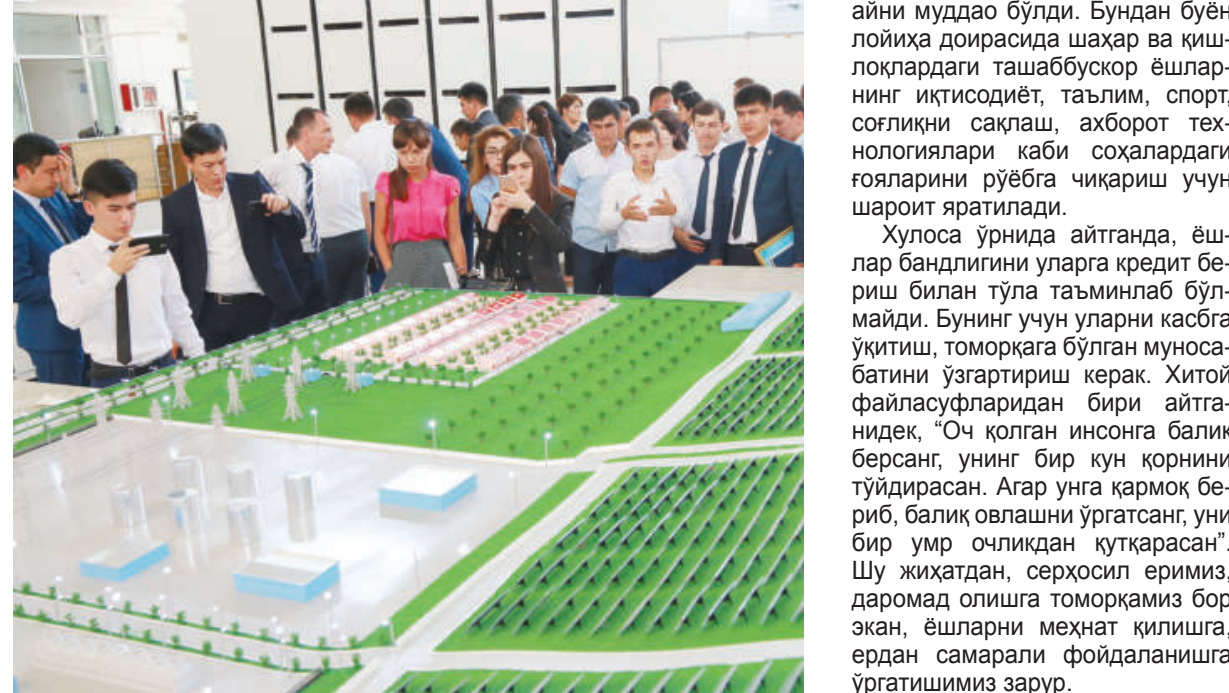 айни муддао бўлди. Бундан буён
лойиҳа доирасида шаҳар ва қиш-
лоқлардаги ташаббускор ёшлар-
нинг иқтисодиёт, таълим, спорт,
соғлиқни сақлаш, ахборот тех-
нологиялари каби соҳалардаги
ғояларини рўёбга чиқариш учун
шароит яратилади.
Хулоса ўрнида айтганда, ёш-
лар бандлигини уларга кредит бе-
риш билан тўла таъминлаб бўл-
майди. Бунинг учун уларни касбга
ўқитиш, томорқага бўлган муноса-
батини ўзгартириш керак. Хитой
файласуфларидан бири айтга-
нидек, “Оч қолган инсонга балиқ
берсанг, унинг бир кун қорнини
тўйдирасан. Агар унга қармоқ бе-
риб, балиқ овлашни ўргатсанг, уни
бир умр очликдан қутқарасан”.
Шу жиҳатдан, серҳосил еримиз,
даромад олишга томорқамиз бор
экан, ёшларни меҳнат қилишга,
ердан самарали фойдаланишга
ўргатишимиз зарур.